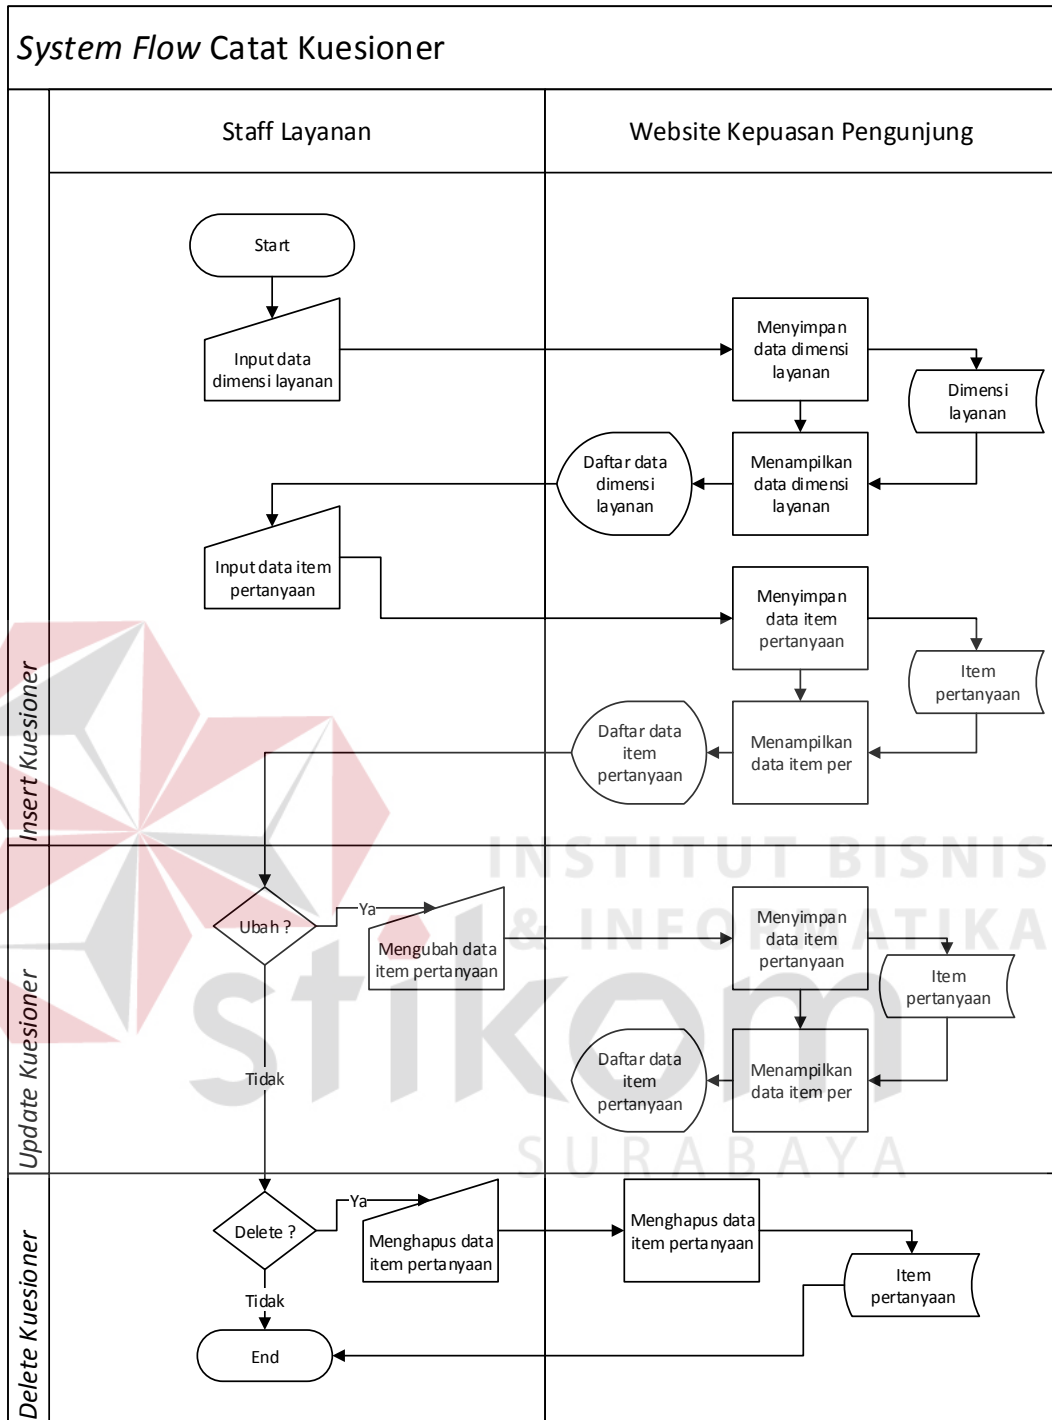 System Flow Catat Kuesioner
Staff Layanan
Website Kepuasan Pengunjung
Insert Kuesioner
Start
Input data
dimensi layanan
Menyimpan
data dimensi
layanan
Dimensi
layanan
Menampilkan
data dimensi
layanan
Daftar data
dimensi
layanan
Input data item
pertanyaan
Menyimpan
data item
pertanyaan
Item
pertanyaan
Menampilkan
data item per
Daftar data
item
pertanyaan
Update Kuesioner
Ubah ?
Ya
Mengubah data
item pertanyaan
Menyimpan
data item
pertanyaan
Item
pertanyaan
Menampilkan
data item per
Daftar data
item
pertanyaan
Tidak
Delete Kuesioner
Delete ?
Ya
Menghapus data
item pertanyaan
Menghapus data
item pertanyaan
Item
pertanyaan
Tidak
End
INSTITUT BISNIS
& INFORMATIKA
stikom
SURABAYA